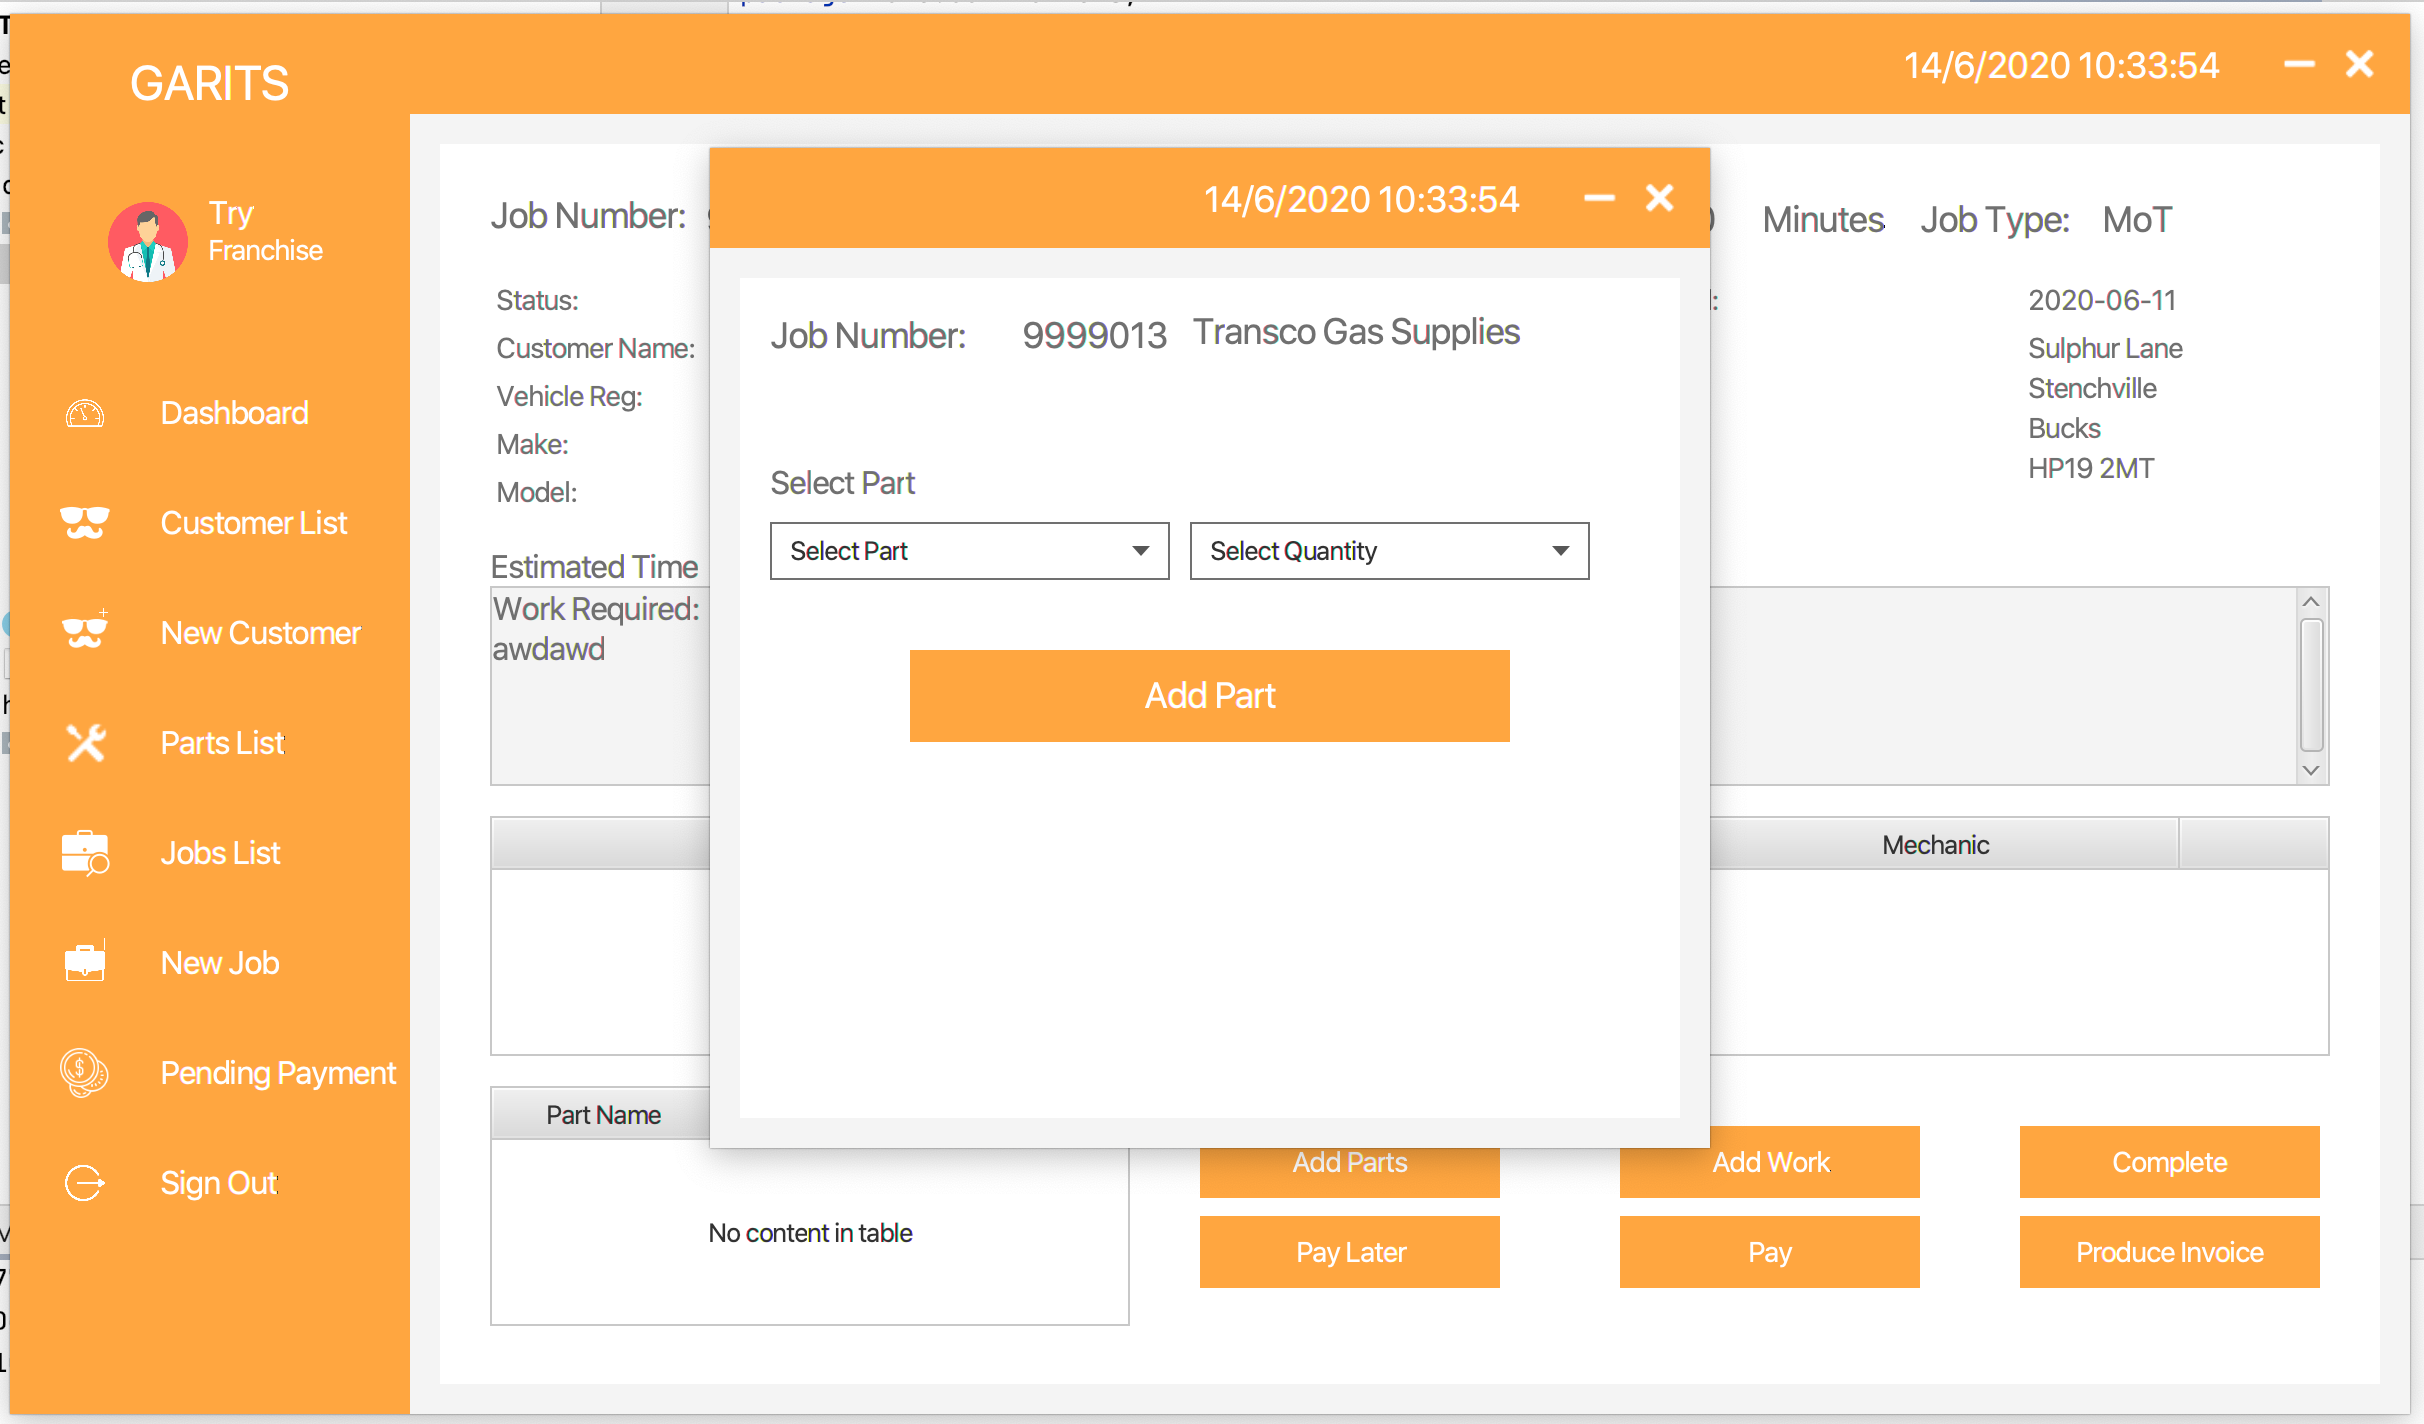 GARITS
14/6/2020 10:33:54
Try
Franchise
Dashboard
Customer List
New Customer
Parts List
Jobs List
New Job
Pending Payment
Sign Out
Job Number:
Minutes Job Type: MoT
Status:
2020-06-11
Customer Name:
Sulphur Lane
Vehicle Reg:
Stenchville
Make:
Bucks
Model:
HP19 2MT
Estimated Time
Work Required:
awdawd
Mechanic
Part Name
No content in table
Add Parts
Add Work
Complete
Pay Later
Pay
Produce Invoice
14/6/2020 10:33:54
Job Number: 9999013 Transco Gas Supplies
Select Part
Select Part
Select Quantity
Add Part